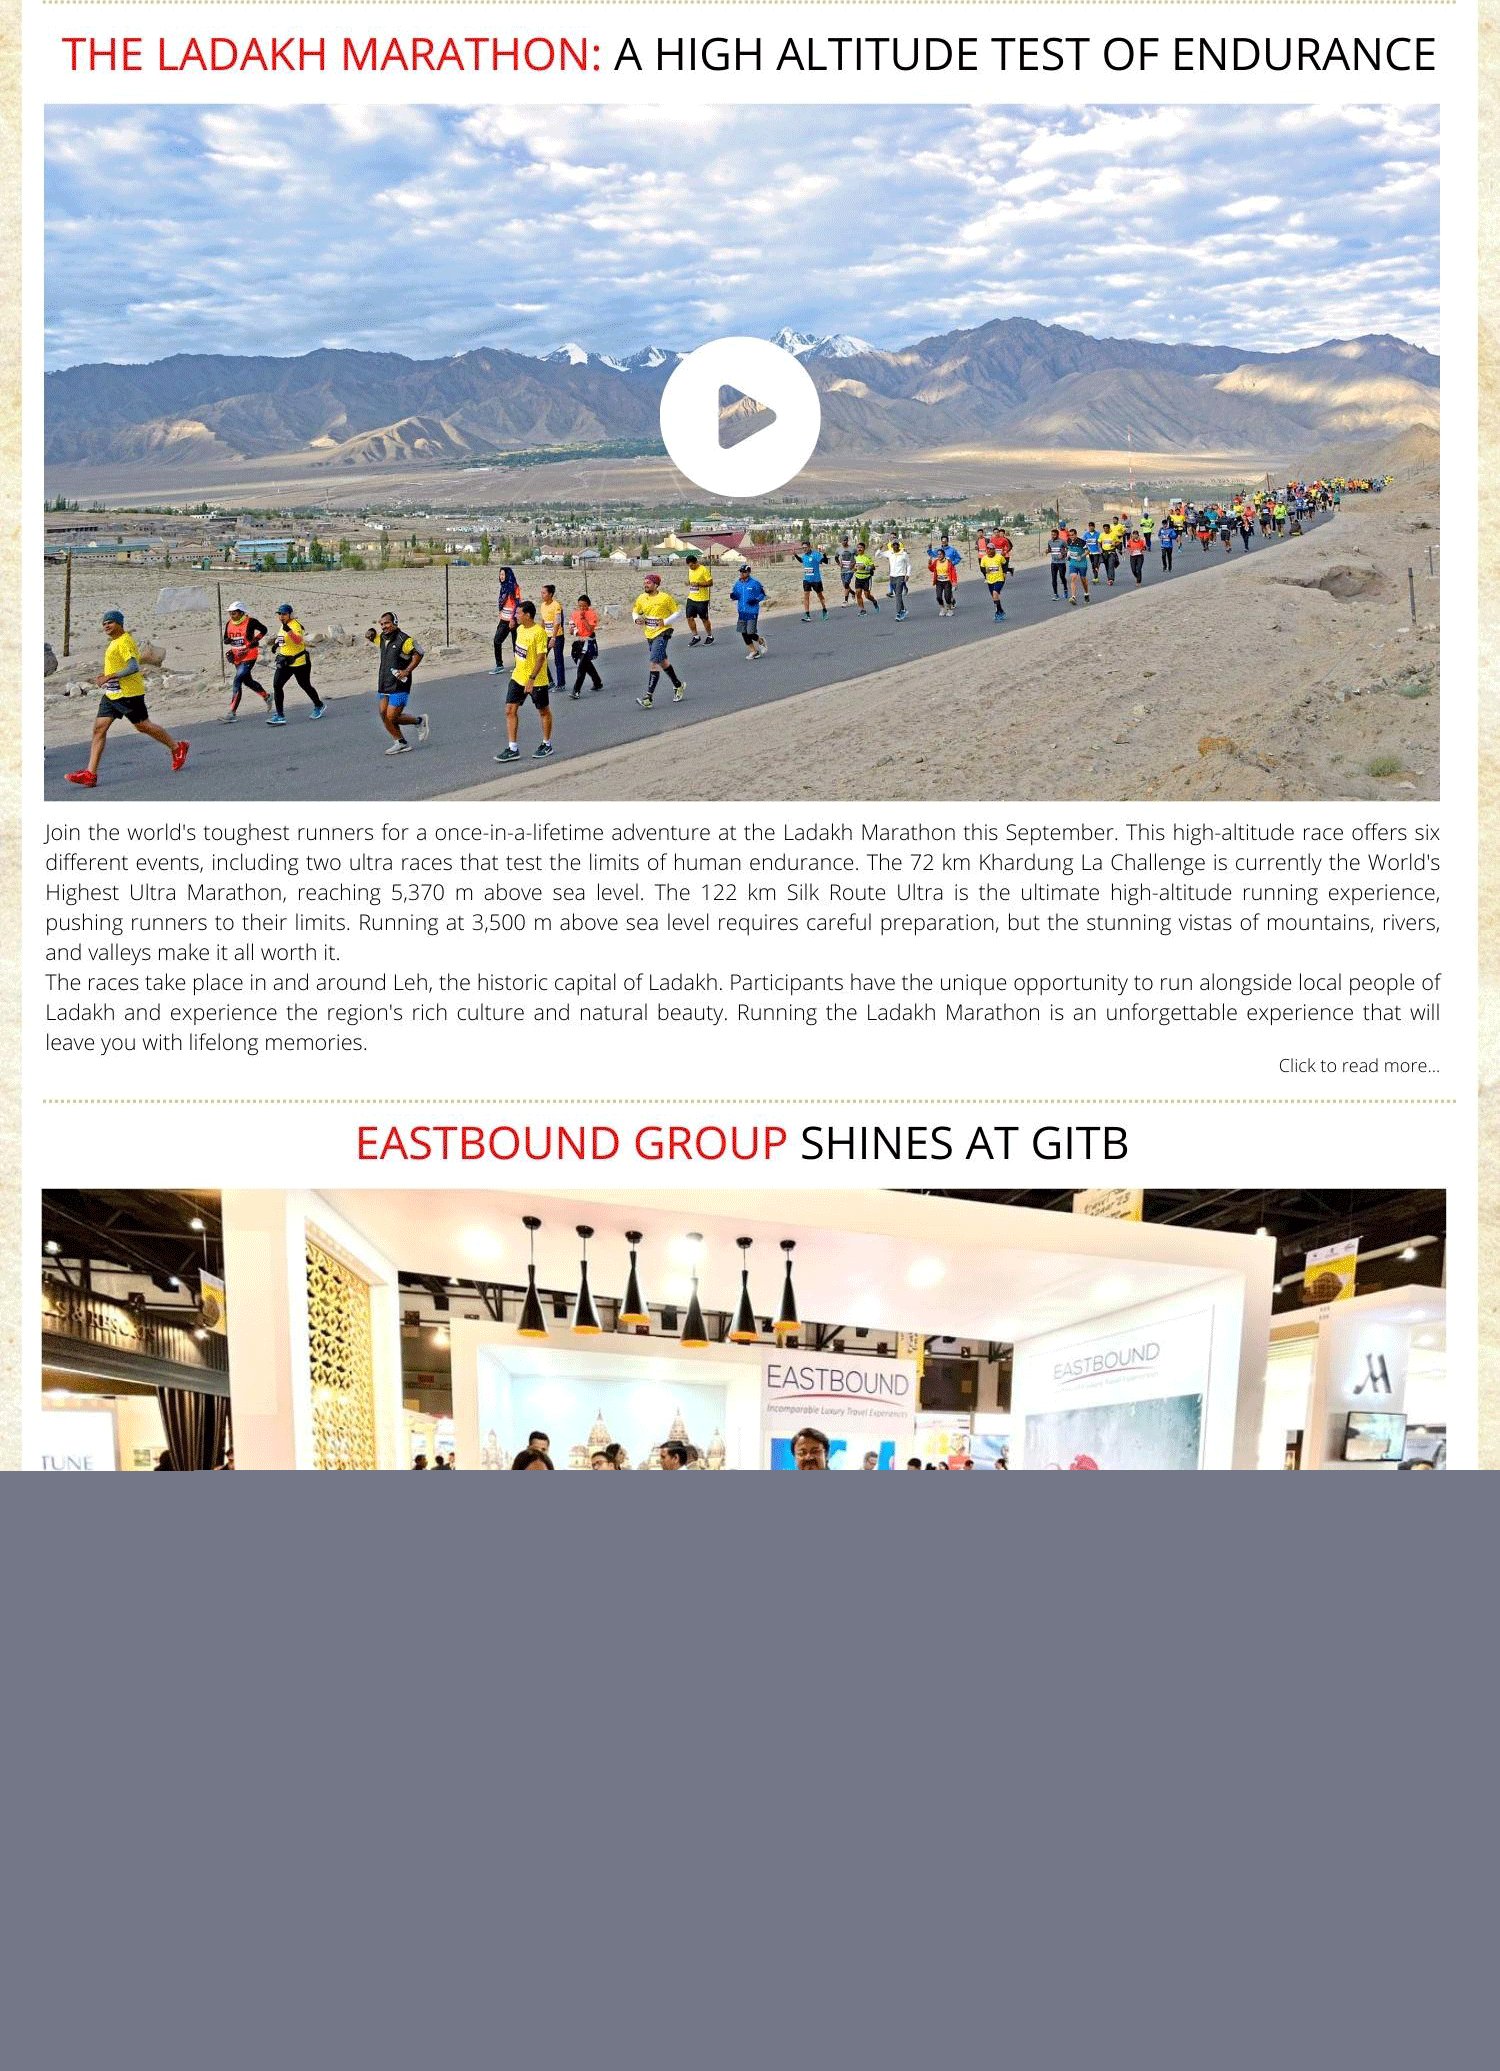 THE LADAKH MARATHON: A HIGH ALTITUDE TEST OF ENDURANCE
Join the world's toughest runners for a once-in-a-lifetime adventure at the Ladakh Marathon this September. This high-altitude race offers six
different events, including two ultra races that test the limits of human endurance. The 72 km Khardung La Challenge is currently the World's
Highest Ultra Marathon, reaching 5,370 m above sea level. The 122 km Silk Route Ultra is the ultimate high-altitude running experience,
pushing runners to their limits. Running at 3,500 m above sea level requires careful preparation, but the stunning vistas of mountains, rivers,
and valleys make it all worth it.
The races take place in and around Leh, the historic capital of Ladakh. Participants have the unique opportunity to run alongside local people of
Ladakh and experience the region's rich culture and natural beauty. Running the Ladakh Marathon is an unforgettable experience that will
leave you with lifelong memories.
Click to read more...
EASTBOUND GROUP SHINES AT GITB
EASTBOUND
Incomparable Luxury Travel Experiences
EASTBOUND
TUNE